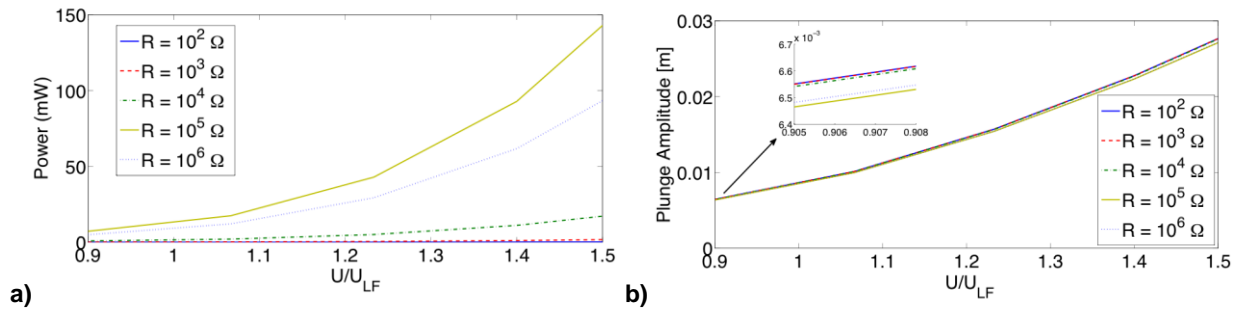 150
100
50
0
Power (mW)
R = 10² Ω
R = 10³ Ω
R = 10⁴ Ω
R = 10⁵ Ω
R = 10⁶ Ω
0.9 1 1.1 1.2 1.3 1.4 1.5
U/U_LF
a)
0.03
0.02
0.01
0
Plunge Amplitude [m]
x 10⁻³
6.7
6.6
6.5
6.4
0.905 0.906 0.907 0.908
R = 10² Ω
R = 10³ Ω
R = 10⁴ Ω
R = 10⁵ Ω
R = 10⁶ Ω
0.9 1 1.1 1.2 1.3 1.4 1.5
U/U_LF
b)